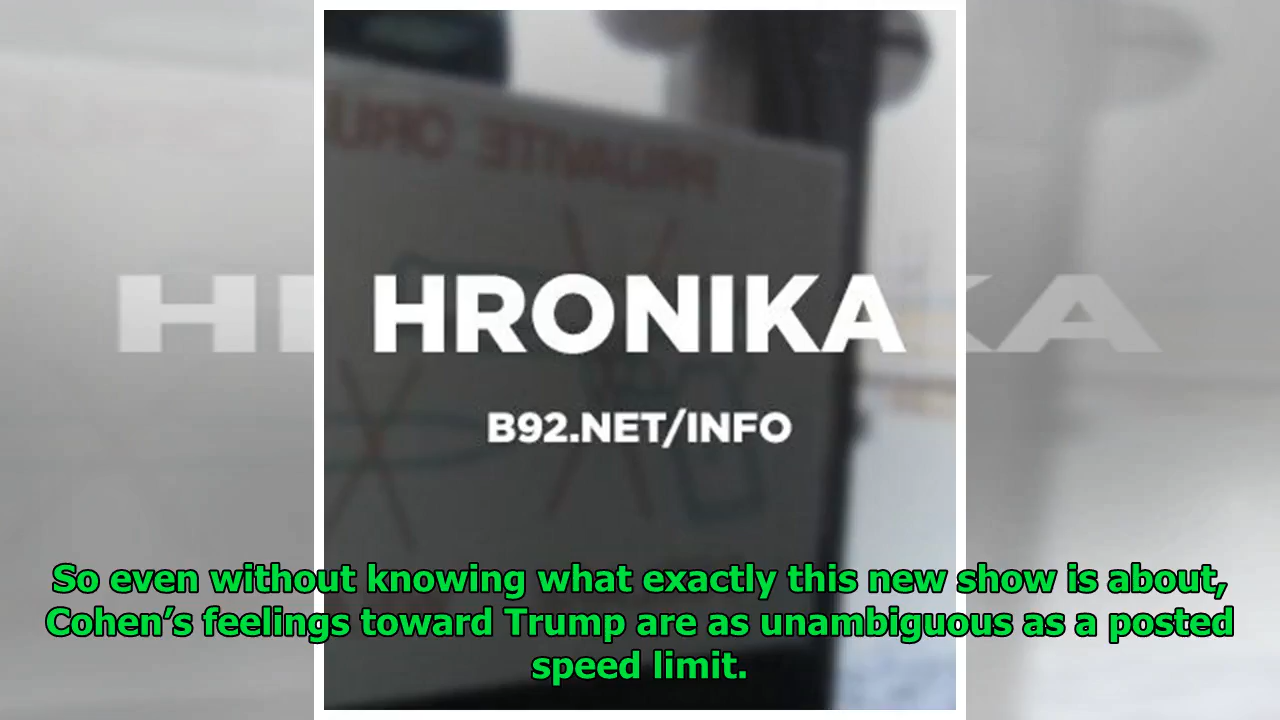 HRONIKA
B92.NET/INFO
So even without knowing what exactly this new show is about,
Cohen’s feelings toward Trump are as unambiguous as a posted
speed limit.